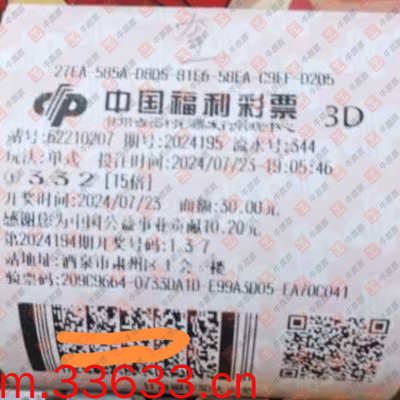 27EA-585A-D8D5-81E6-58EA-C9EF-D205
中国福利彩票 3D
站号:62210207 期号:2024195 流水号:344
玩法:单式 投注时间:2024/07/23-19:05:46
3 3 2 [15倍]
开奖时间:2024/07/23 面额:30.00元
感谢您为中国公益事业贡献10.20元
第2024194期开奖号码:1 3 7
站地址:酒泉市肃州区
验票码:209C9664-0733DA10-E99A3D05-EA70C041
m.33633.cn